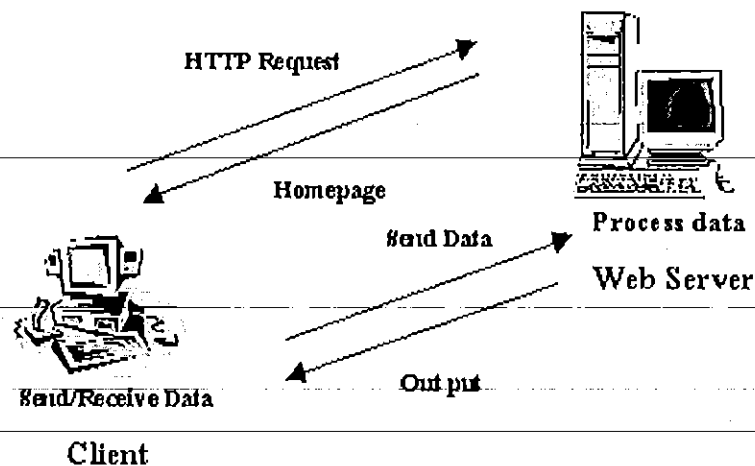 HTTP Request
Homepage
Send Data
Process data
Web Server
Out put
Send/Receive Data
Client